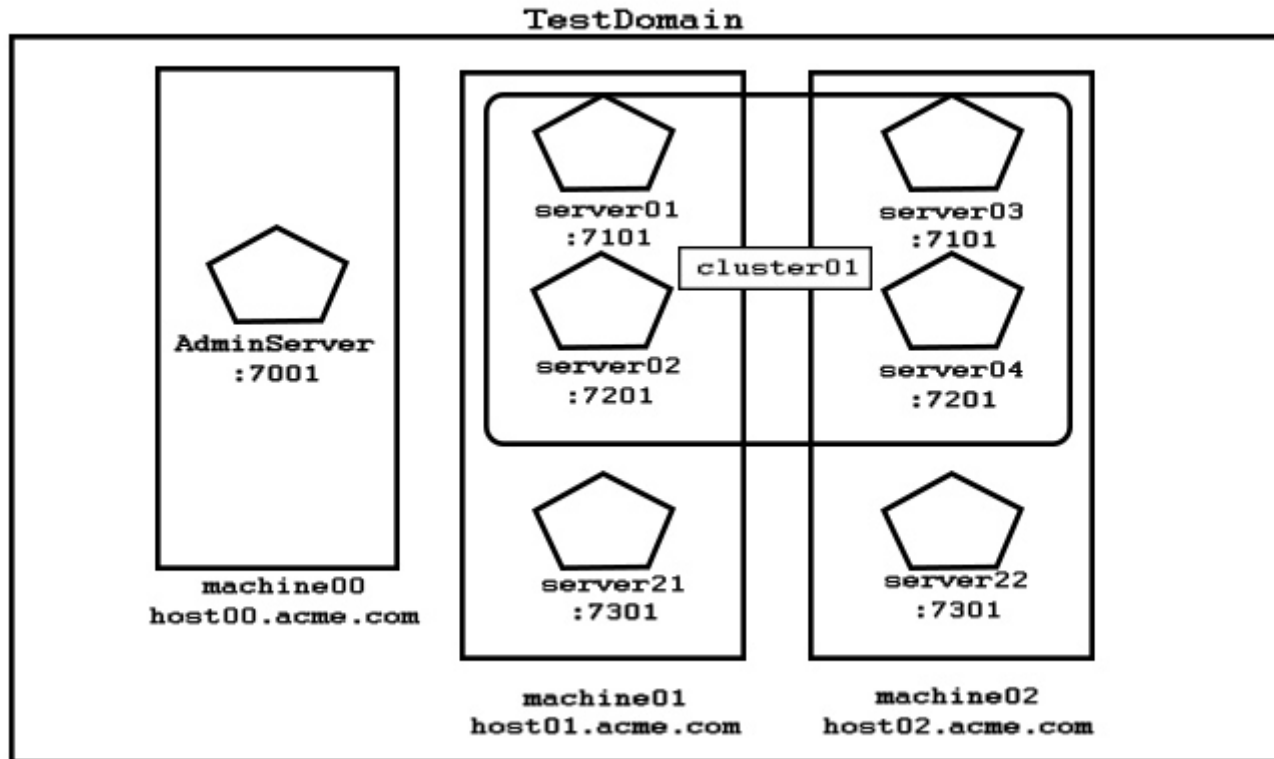 TestDomain
AdminServer
:7001
machine00
host00.acme.com
server01
:7101
server02
:7201
server21
:7301
machine01
host01.acme.com
cluster01
server03
:7101
server04
:7201
server22
:7301
machine02
host02.acme.com